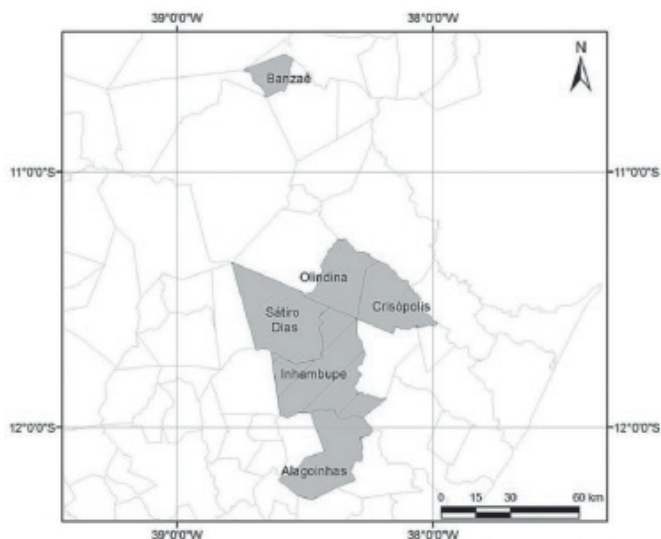 39°0'0"W 38°0'0"W
N
Banzaê
11°0'0"S 11°0'0"S
Olindina
Crisópolis
Sátiro
Dias
Inhambupe
12°0'0"S 12°0'0"S
Alagoinhas
0 15 30 60 km
39°0'0"W 38°0'0"W